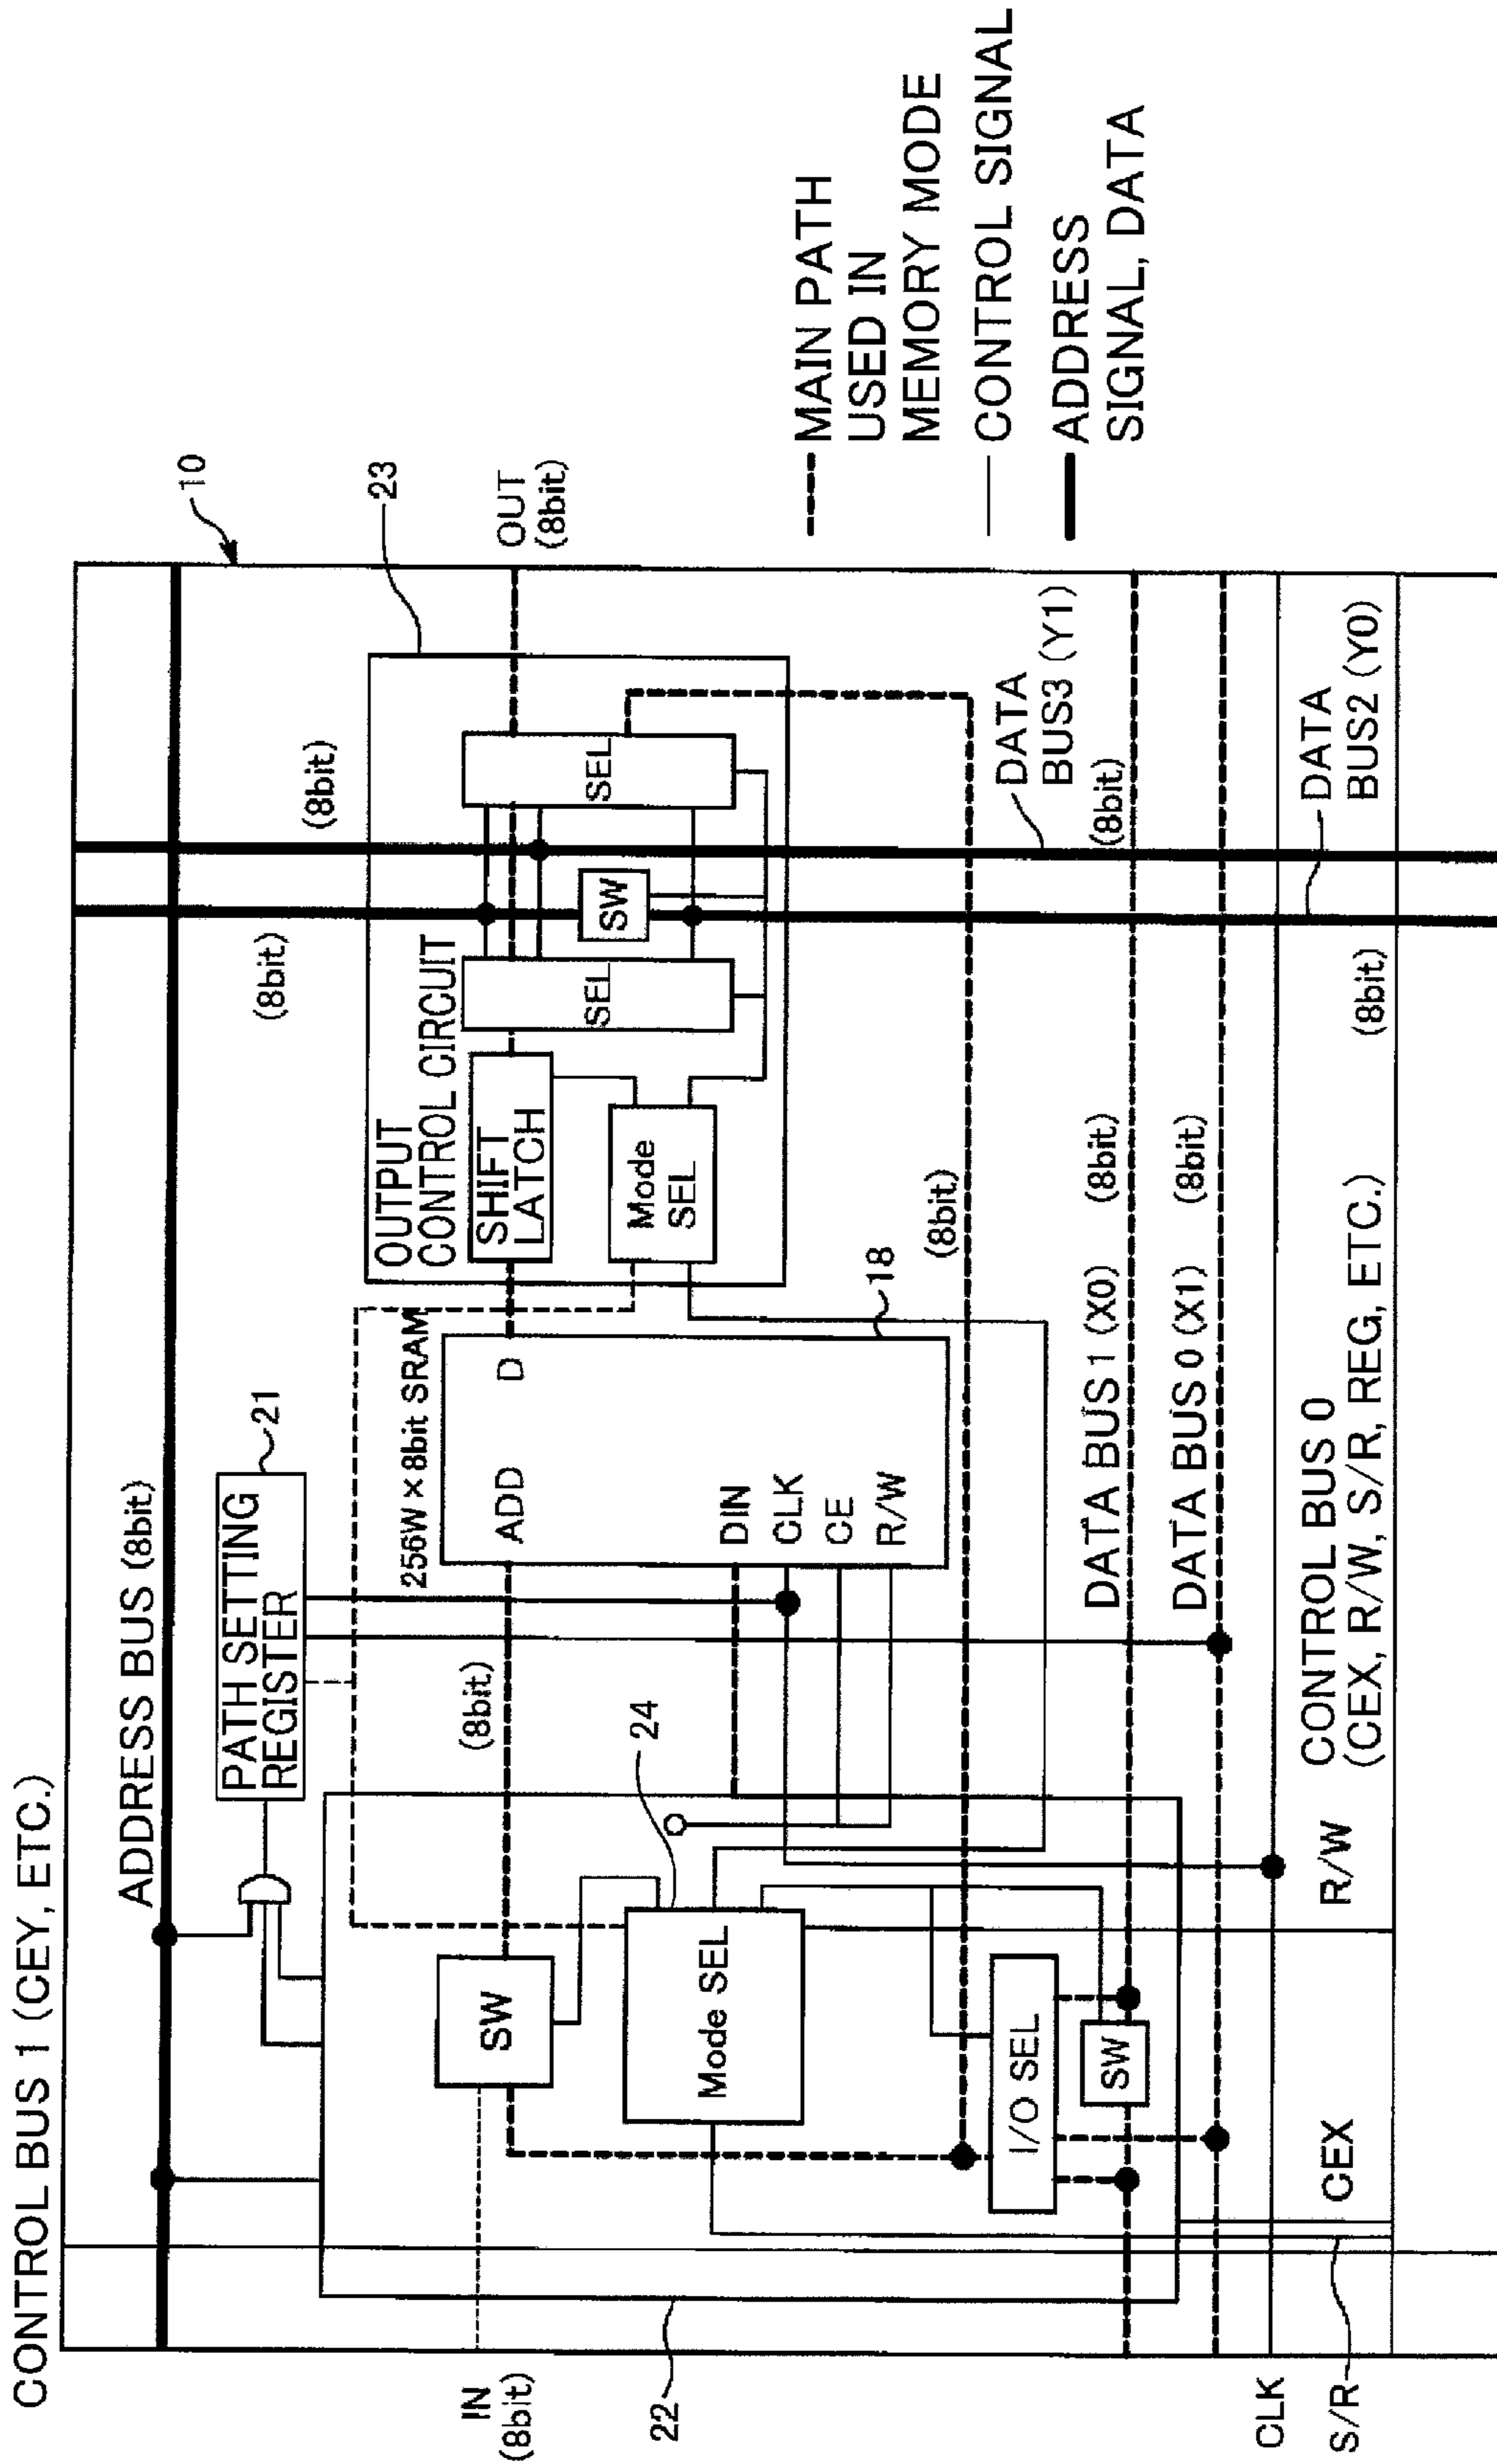 CONTROL BUS 1 (CEY, ETC.)
ADDRESS BUS (8bit)
10
PATH SETTING
REGISTER
21
(8bit)
(8bit)
23
IN
(8bit)
OUT
(8bit)
22
SW
(8bit)
24
Mode SEL
I/O SEL
SW
256W×8bit SRAM
ADD
D
DIN
CLK
CE
R/W
18
OUTPUT
CONTROL CIRCUIT
SHIFT
LATCH
Mode
SEL
SEL
SW
SEL
(8bit)
DATA
BUS3 (Y1)
(8bit)
DATA BUS 1 (X0) (8bit)
DATA BUS 0 (X1) (8bit)
CLK
S/R
CEX
R/W
CONTROL BUS 0
(CEX, R/W, S/R, REG, ETC.)
(8bit)
DATA
BUS2 (Y0)
MAIN PATH
USED IN
MEMORY MODE
CONTROL SIGNAL
ADDRESS
SIGNAL, DATA